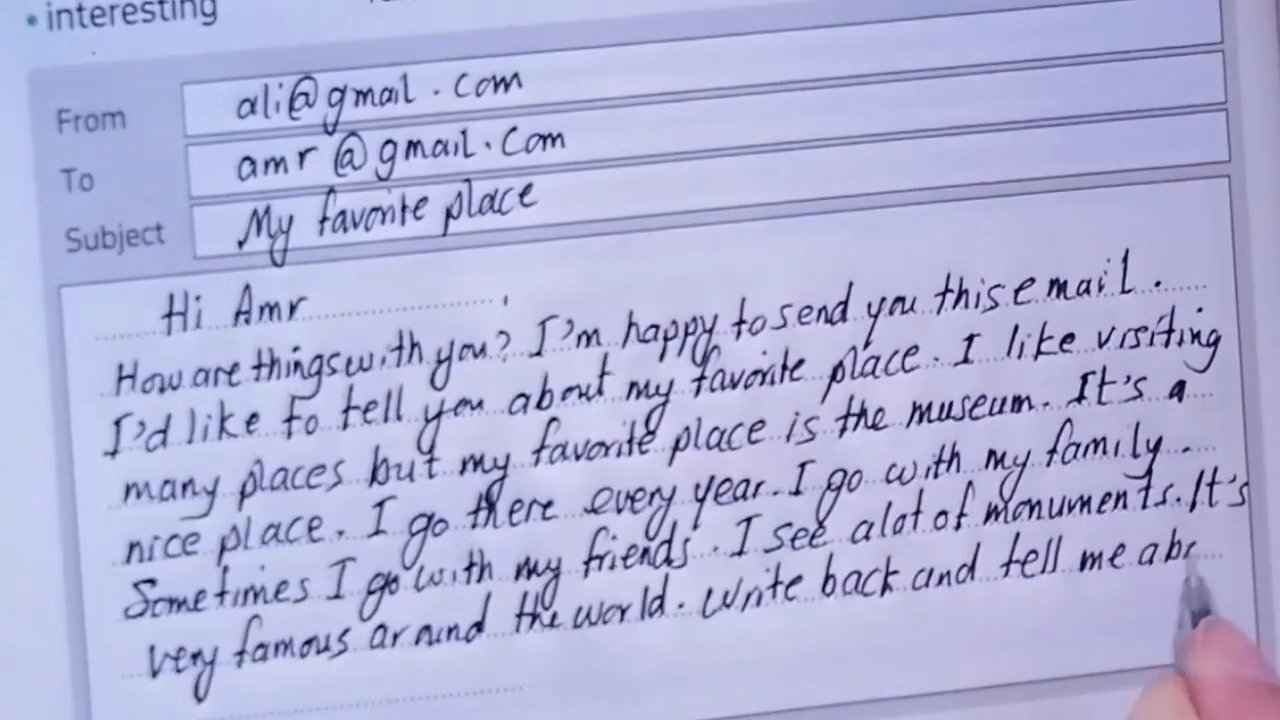 • interesting
From ali@gmail.com
To amr@gmail.com
Subject My favorite place
Hi Amr,
How are things with you? I'm happy to send you this email.
I'd like to tell you about my favorite place. I like visiting
many places but my favorite place is the museum. It's a
nice place. I go there every year. I go with my family.
Sometimes I go with my friends. I see alot of monuments. It's
very famous around the world. Write back and tell me abo